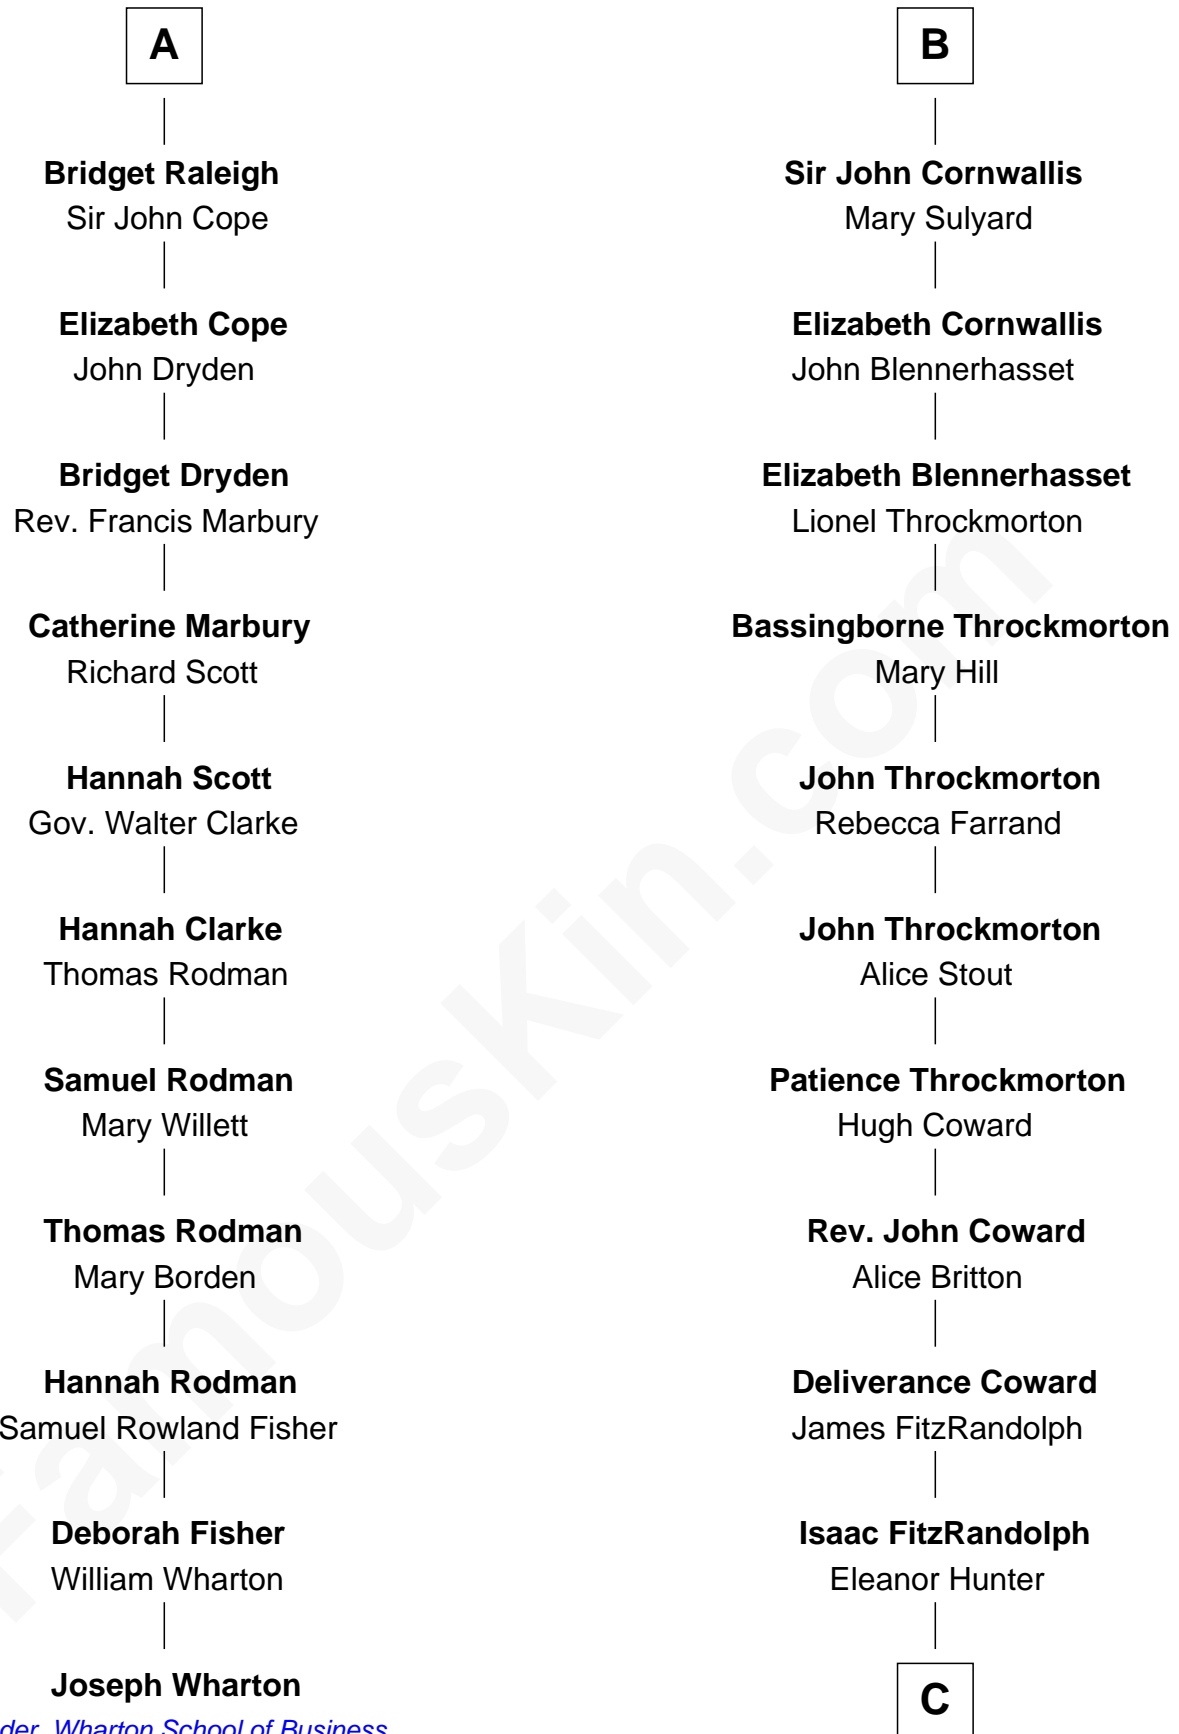 A
Bridget Raleigh
Sir John Cope
Elizabeth Cope
John Dryden
Bridget Dryden
Rev. Francis Marbury
Catherine Marbury
Richard Scott
Hannah Scott
Gov. Walter Clarke
Hannah Clarke
Thomas Rodman
Samuel Rodman
Mary Willett
Thomas Rodman
Mary Borden
Hannah Rodman
Samuel Rowland Fisher
Deborah Fisher
William Wharton
Joseph Wharton
Wharton School of Business
B
Sir John Cornwallis
Mary Sulyard
Elizabeth Cornwallis
John Blennerhasset
Elizabeth Blennerhasset
Lionel Throckmorton
Bassingborne Throckmorton
Mary Hill
John Throckmorton
Rebecca Farrand
John Throckmorton
Alice Stout
Patience Throckmorton
Hugh Coward
Rev. John Coward
Alice Britton
Deliverance Coward
James FitzRandolph
Isaac FitzRandolph
Eleanor Hunter
C
FamousKin.com